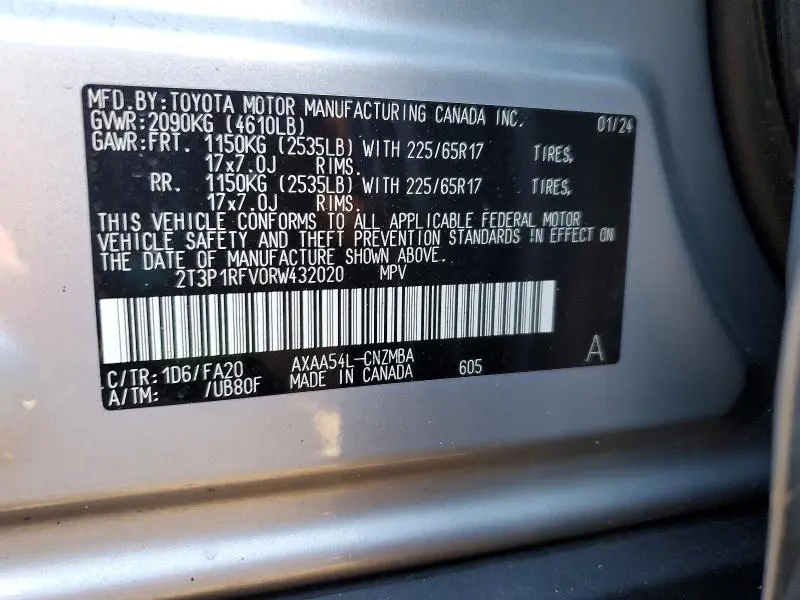 MFD.BY:TOYOTA MOTOR MANUFACTURING CANADA INC. 01/24
GVWR:2090KG (4610LB)
GAWR:FRT. 1150KG (2535LB) WITH 225/65R17 TIRES,
17x7.0J RIMS.
RR. 1150KG (2535LB) WITH 225/65R17 TIRES,
17x7.0J RIMS.
THIS VEHICLE CONFORMS TO ALL APPLICABLE FEDERAL MOTOR
VEHICLE SAFETY AND THEFT PREVENTION STANDARDS IN EFFECT ON
THE DATE OF MANUFACTURE SHOWN ABOVE.
2T3P1RFV0RW432020 MPV
C/TR:1D6/FA20 AXAA54L-CNZMBA 605 A
A/TM: /UB80F MADE IN CANADA